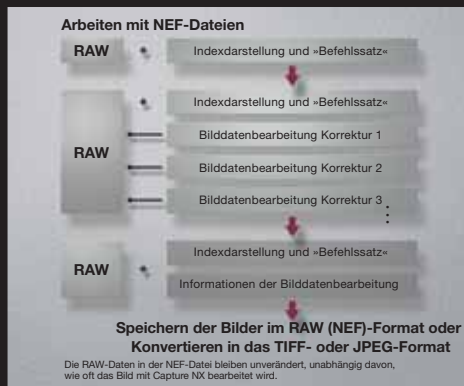 Arbeiten mit NEF-Dateien
RAW
Indexdarstellung und »Befehlssatz«
RAW
Indexdarstellung und »Befehlssatz«
Bilddatenbearbeitung Korrektur 1
Bilddatenbearbeitung Korrektur 2
Bilddatenbearbeitung Korrektur 3
RAW
Indexdarstellung und »Befehlssatz«
Informationen der Bilddatenbearbeitung
Speichern der Bilder im RAW (NEF)-Format oder
Konvertieren in das TIFF- oder JPEG-Format
Die RAW-Daten in der NEF-Datei bleiben unverändert, unabhängig davon,
wie oft das Bild mit Capture NX bearbeitet wird.